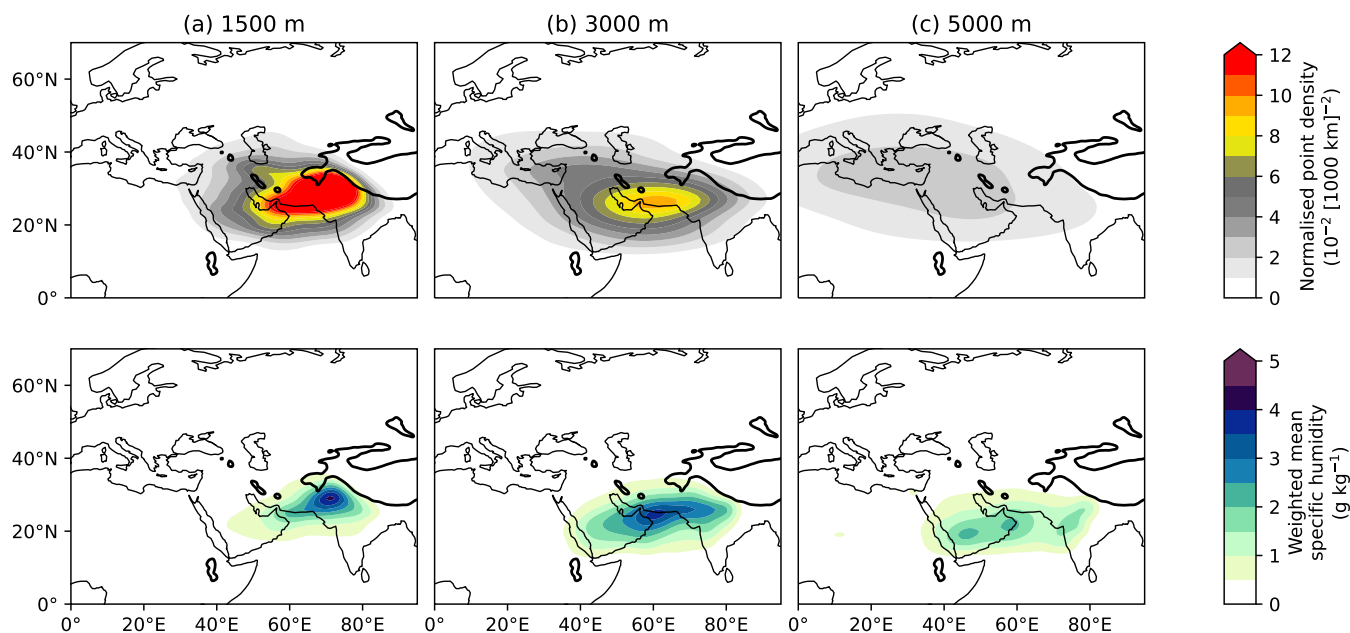 (a) 1500 m
(b) 3000 m
(c) 5000 m
60°N
40°N
20°N
0°
12
10
8
6
4
2
0
Normalised point density
(10⁻² [1000 km]⁻²)
60°N
40°N
20°N
0°
0°
20°E
40°E
60°E
80°E
0°
20°E
40°E
60°E
80°E
0°
20°E
40°E
60°E
80°E
5
4
3
2
1
0
Weighted mean
specific humidity
(g kg⁻¹)